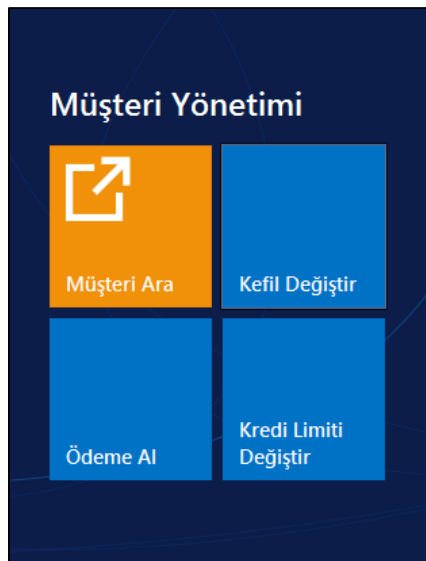 Müşteri Yönetimi
Müşteri Ara
Kefil Değiştir
Ödeme Al
Kredi Limiti
Değiştir